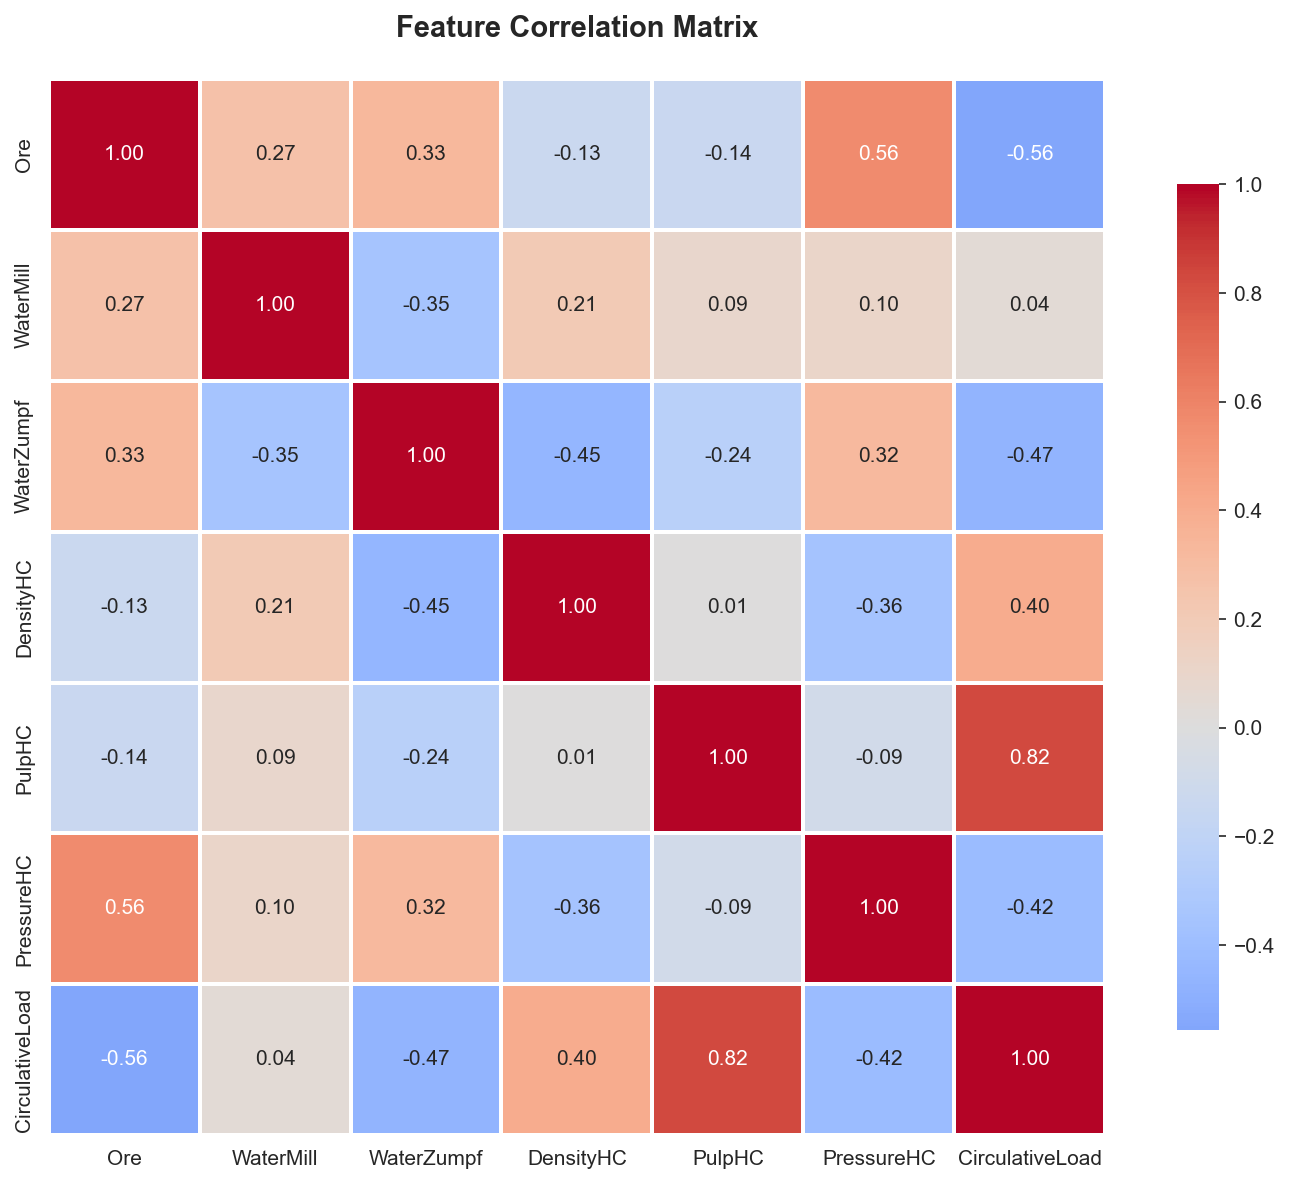 Feature Correlation Matrix
Ore 1.00 0.27 0.33 -0.13 -0.14 0.56 -0.56
WaterMill 0.27 1.00 -0.35 0.21 0.09 0.10 0.04
WaterZumpf 0.33 -0.35 1.00 -0.45 -0.24 0.32 -0.47
DensityHC -0.13 0.21 -0.45 1.00 0.01 -0.36 0.40
PulpHC -0.14 0.09 -0.24 0.01 1.00 -0.09 0.82
PressureHC 0.56 0.10 0.32 -0.36 -0.09 1.00 -0.42
CirculativeLoad -0.56 0.04 -0.47 0.40 0.82 -0.42 1.00
Ore WaterMill WaterZumpf DensityHC PulpHC PressureHC CirculativeLoad
1.0
0.8
0.6
0.4
0.2
0.0
−0.2
−0.4